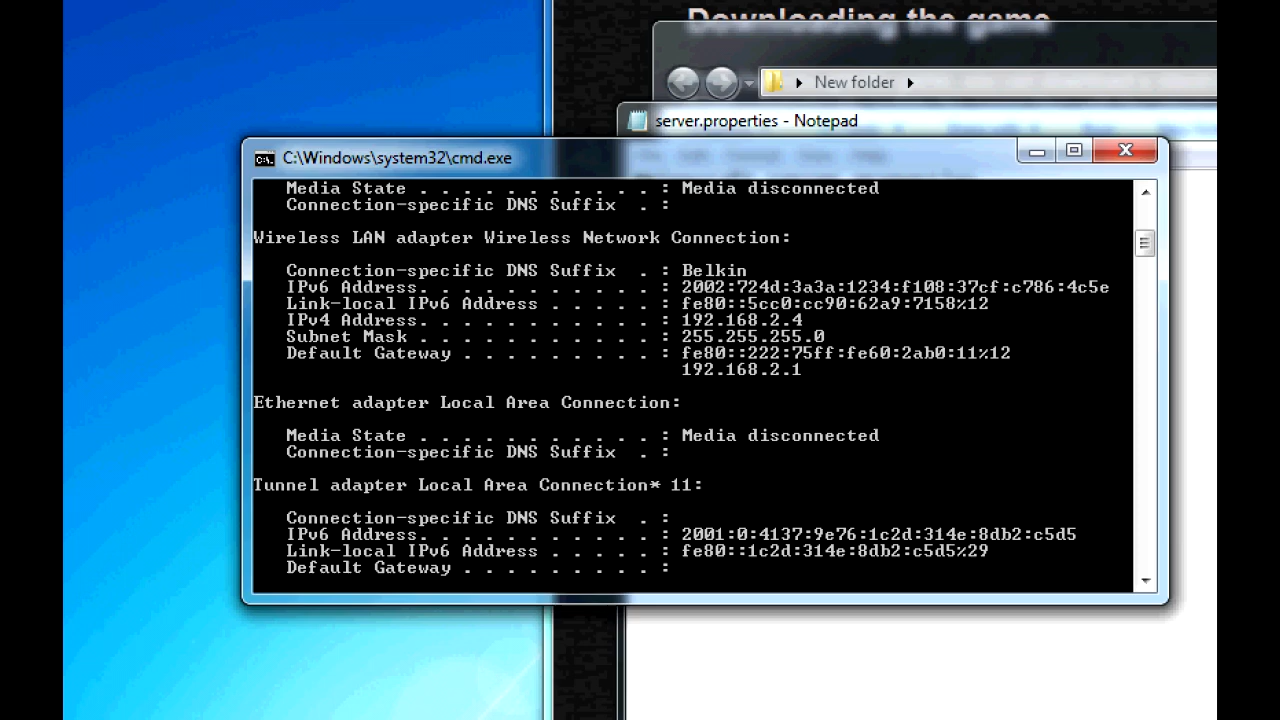 Downloading the game
New folder
server.properties - Notepad
C:\Windows\system32\cmd.exe
Media State . . . . . . . . . . . : Media disconnected
Connection-specific DNS Suffix  . :
Wireless LAN adapter Wireless Network Connection:
Connection-specific DNS Suffix  . : Belkin
IPv6 Address. . . . . . . . . . . : 2002:724d:3a3a:1234:f108:37cf:c786:4c5e
Link-local IPv6 Address . . . . . : fe80::5cc0:cc90:62a9:7158%12
IPv4 Address. . . . . . . . . . . : 192.168.2.4
Subnet Mask . . . . . . . . . . . : 255.255.255.0
Default Gateway . . . . . . . . . : fe80::222:75ff:fe60:2ab0:11%12
192.168.2.1
Ethernet adapter Local Area Connection:
Media State . . . . . . . . . . . : Media disconnected
Connection-specific DNS Suffix  . :
Tunnel adapter Local Area Connection* 11:
Connection-specific DNS Suffix  . :
IPv6 Address. . . . . . . . . . . : 2001:0:4137:9e76:1c2d:314e:8db2:c5d5
Link-local IPv6 Address . . . . . : fe80::1c2d:314e:8db2:c5d5%29
Default Gateway . . . . . . . . . :